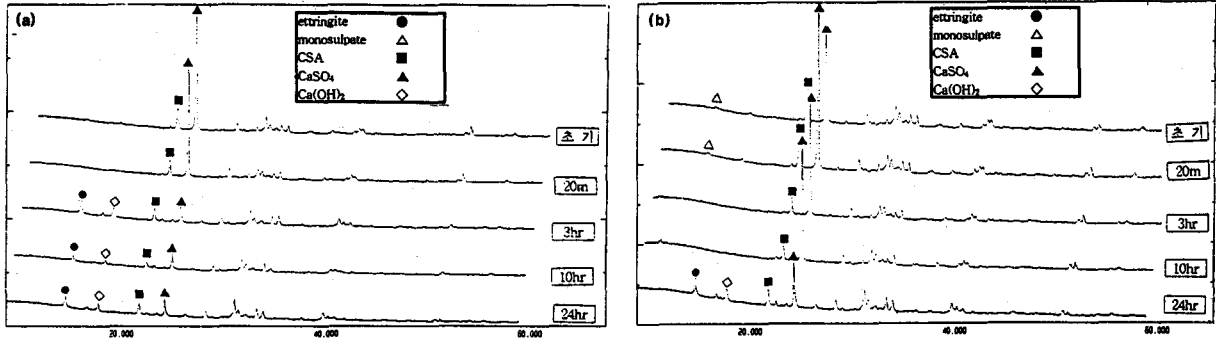 (a)
ettringite
monosulpate
CSA
CaSO₄
Ca(OH)₂
초기
20m
3hr
10hr
24hr
20.000 40.000 60.000
(b)
ettringite
monosulpate
CSA
CaSO₄
Ca(OH)₂
초기
20m
3hr
10hr
24hr
20.000 40.000 60.000